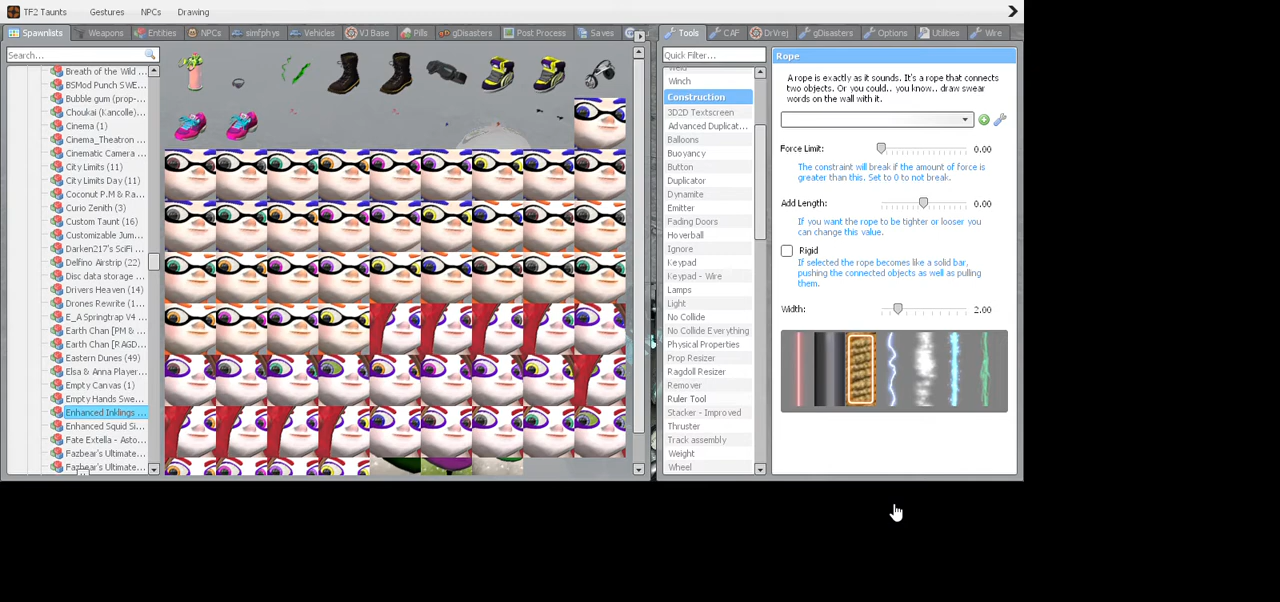 TF2 Taunts Gestures NPCs Drawing
Spawnlists Weapons Entities NPCs simfphys Vehicles VJ Base Pills gDisasters Post Process Saves
Search...
Breath of the Wild ...
BSMod Punch SWE...
Bubble gum (prop-...
Choukai (Kancolle)...
Cinema (1)
Cinema_Theatron ...
Cinematic Camera ...
City Limits (11)
City Limits Day (11)
Coconut P.M & Ra...
Curio Zenith (3)
Custom Taunt (16)
Customizable Jum...
Darken217's SciFi ...
Delfino Airstrip (22)
Disc data storage ...
Drivers Heaven (14)
Drones Rewrite (1...
E_A Springtrap V4 ...
Earth Chan [PM & ...
Earth Chan [RAGD...
Eastern Dunes (49)
Elsa & Anna Player...
Empty Canvas (1)
Empty Hands Swe...
Enhanced Inklings ...
Enhanced Squid Si...
Fate Extella - Asto...
Fazbear's Ultimate...
Fazbear's Ultimate...
Tools CAF DrVrej gDisasters Options Utilities Wire
Quick Filter...
Weld
Winch
Construction
3D2D Textscreen
Advanced Duplicat...
Balloons
Buoyancy
Button
Duplicator
Dynamite
Emitter
Fading Doors
Hoverball
Ignore
Keypad
Keypad - Wire
Lamps
Light
No Collide
No Collide Everything
Physical Properties
Prop Resizer
Ragdoll Resizer
Remover
Ruler Tool
Stacker - Improved
Thruster
Track assembly
Weight
Wheel
Rope
A rope is exactly as it sounds. It's a rope that connects
two objects. Or you could.. you know.. draw swear
words on the wall with it.
Force Limit: 0.00
The constraint will break if the amount of force is
greater than this. Set to 0 to not break.
Add Length: 0.00
If you want the rope to be tighter or looser you
can change this value.
Rigid
If selected the rope becomes like a solid bar,
pushing the connected objects as well as pulling
them.
Width: 2.00